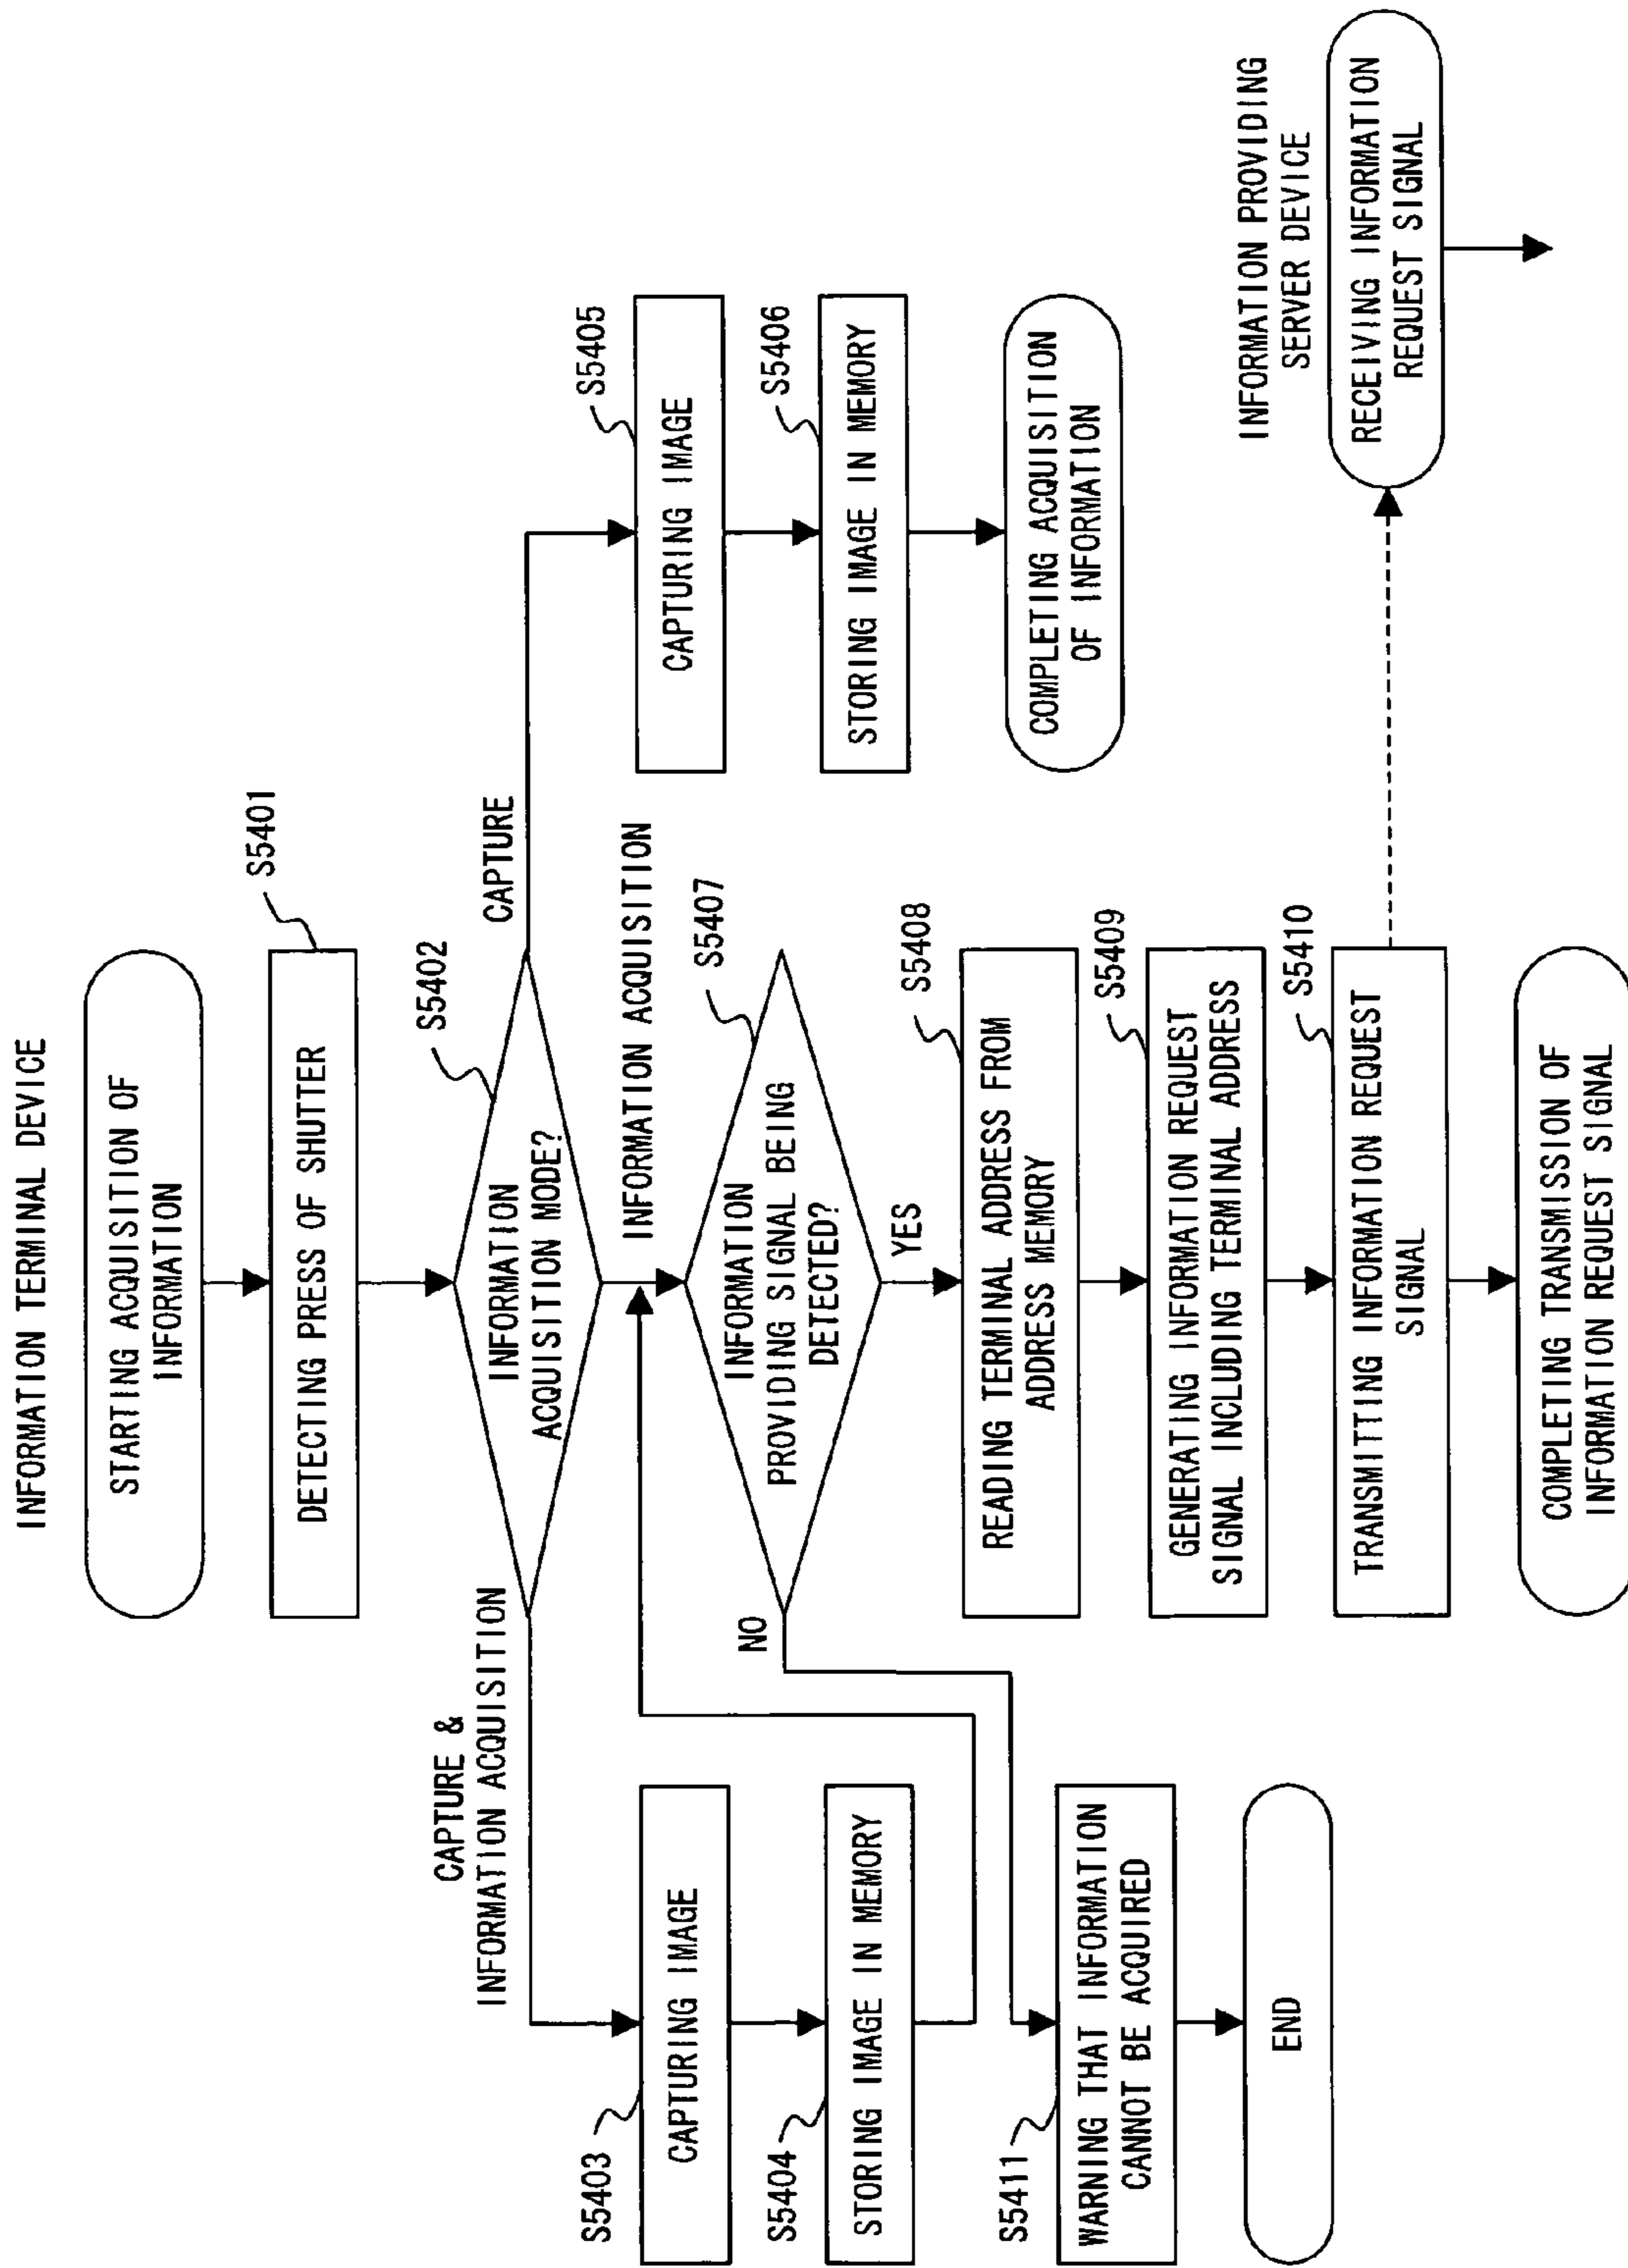 INFORMATION TERMINAL DEVICE
STARTING ACQUISITION OF
INFORMATION
S5401
DETECTING PRESS OF SHUTTER
S5402
INFORMATION
ACQUISITION MODE?
CAPTURE &
INFORMATION ACQUISITION
CAPTURE
INFORMATION ACQUISITION
S5403
CAPTURING IMAGE
S5404
STORING IMAGE IN MEMORY
S5405
CAPTURING IMAGE
S5406
STORING IMAGE IN MEMORY
COMPLETING ACQUISITION
OF INFORMATION
S5407
INFORMATION
PROVIDING SIGNAL BEING
DETECTED?
NO
YES
S5411
WARNING THAT INFORMATION
CANNOT BE ACQUIRED
END
S5408
READING TERMINAL ADDRESS FROM
ADDRESS MEMORY
S5409
GENERATING INFORMATION REQUEST
SIGNAL INCLUDING TERMINAL ADDRESS
S5410
TRANSMITTING INFORMATION REQUEST
SIGNAL
COMPLETING TRANSMISSION OF
INFORMATION REQUEST SIGNAL
INFORMATION PROVIDING
SERVER DEVICE
RECEIVING INFORMATION
REQUEST SIGNAL